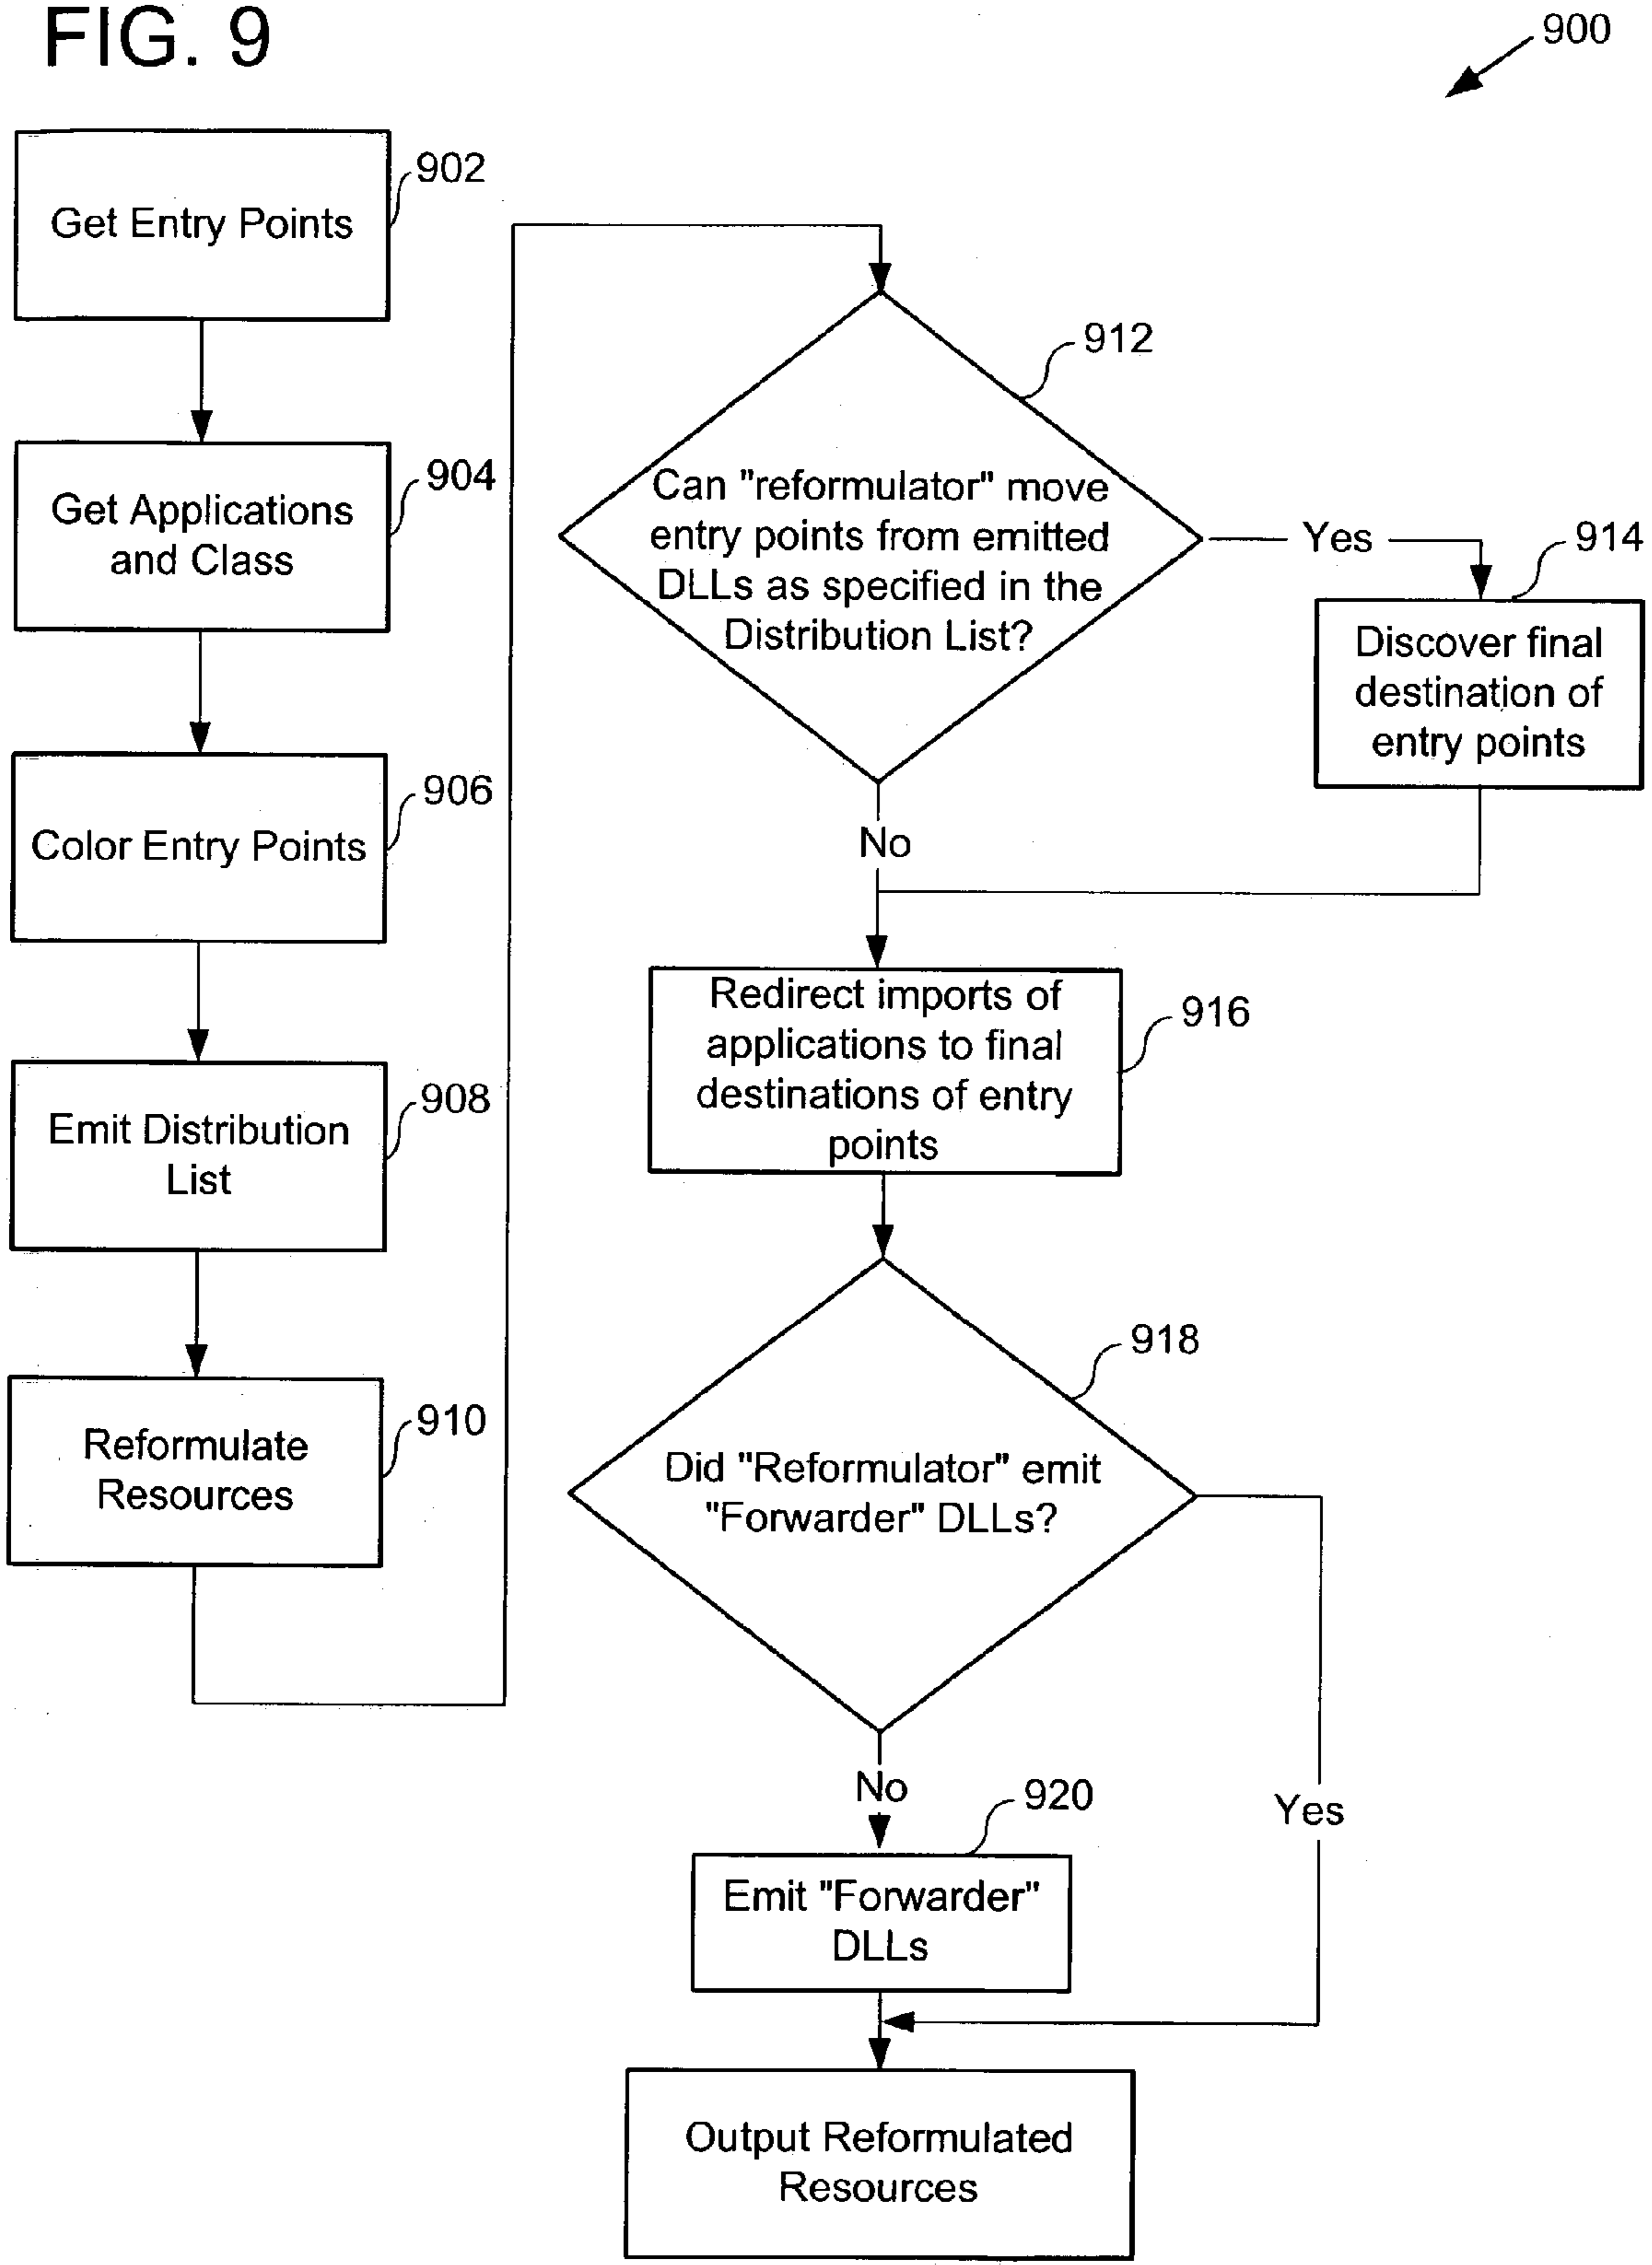 FIG. 9
900
902
Get Entry Points
904
Get Applications
and Class
906
Color Entry Points
908
Emit Distribution
List
910
Reformulate
Resources
912
Can "reformulator" move
entry points from emitted
DLLs as specified in the
Distribution List?
Yes
914
Discover final
destination of
entry points
No
916
Redirect imports of
applications to final
destinations of entry
points
918
Did "Reformulator" emit
"Forwarder" DLLs?
No
Yes
920
Emit "Forwarder"
DLLs
Output Reformulated
Resources